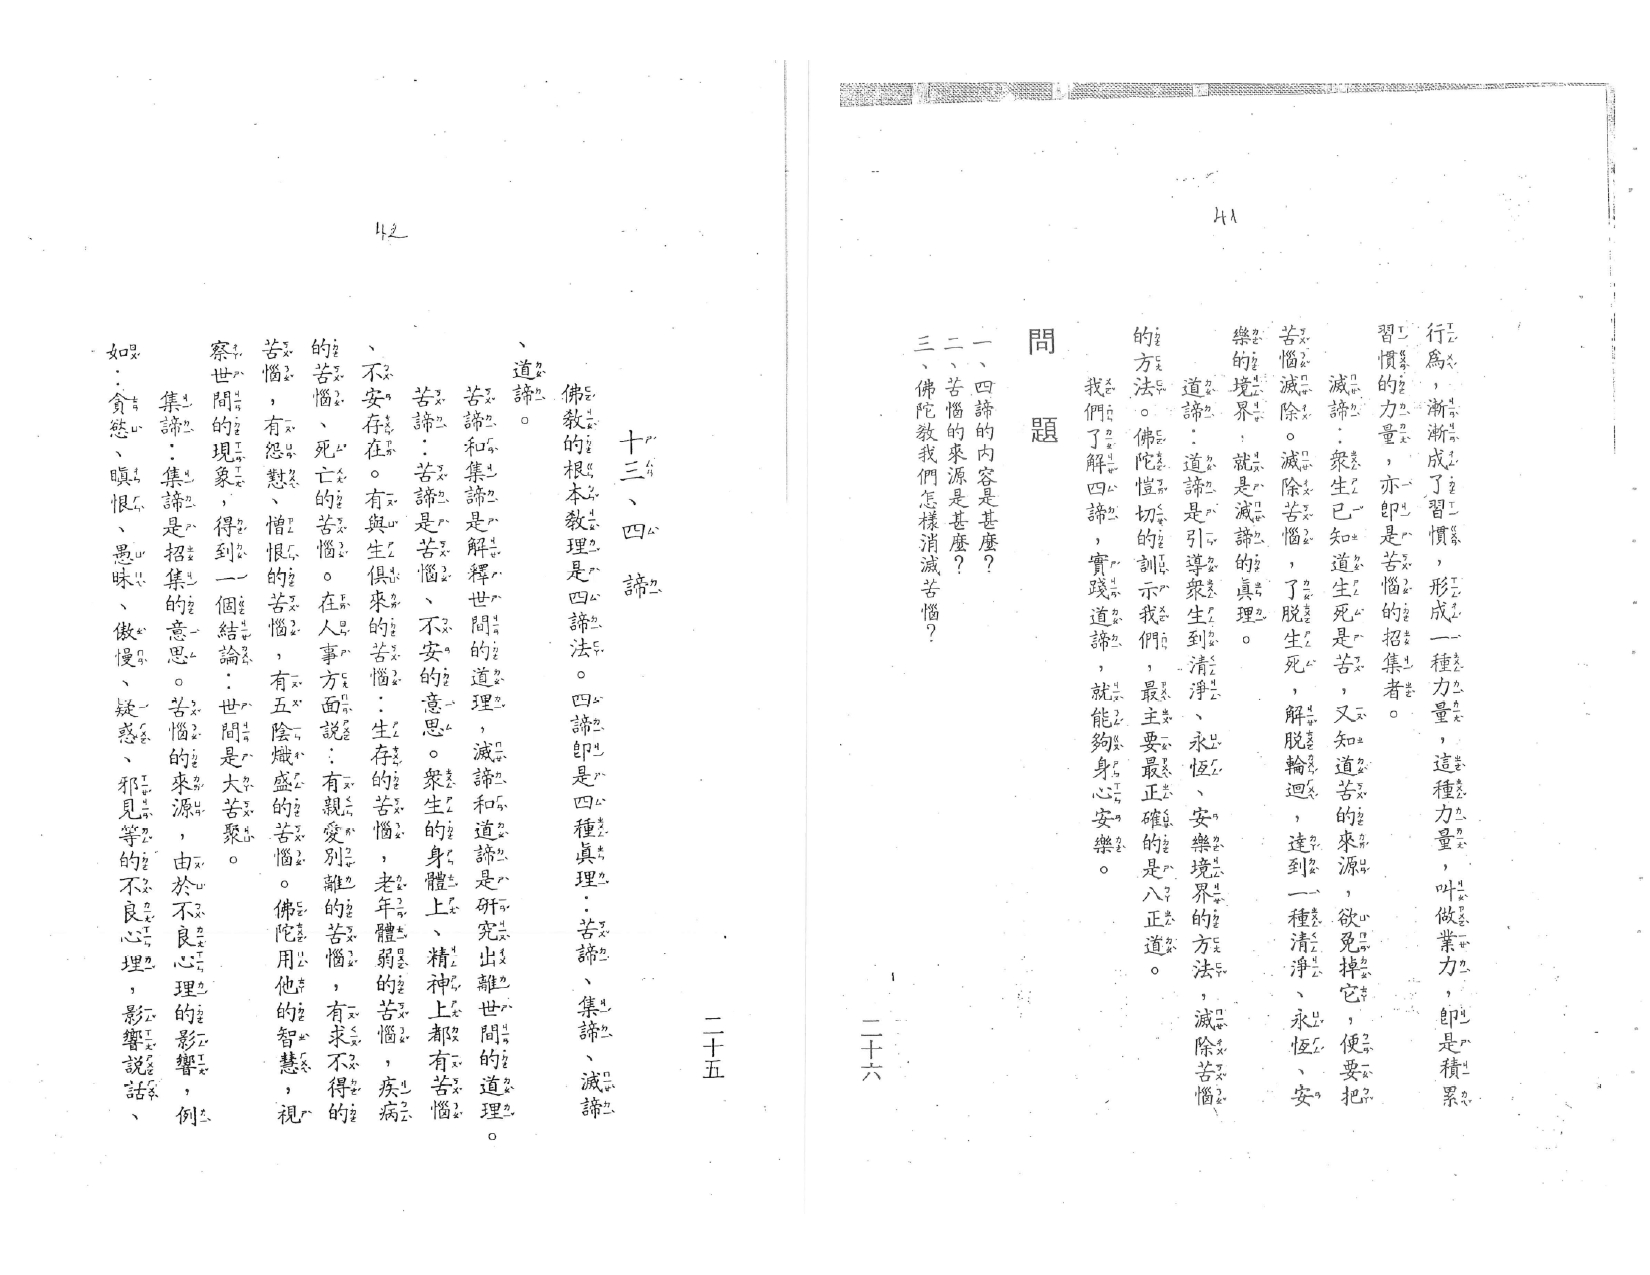 42
二十五
十三、四諦
佛教的根本教理是四諦法。四諦即是四種眞理：苦諦、集諦、滅諦
、道諦。
苦諦和集諦是解釋世間的道理，滅諦和道諦是硏究出離世間的道理。
苦諦：苦諦是苦惱、不安的意思。衆生的身體上、精神上都有苦惱
、不安存在。有與生俱來的苦惱：生存的苦惱，老年體弱的苦惱，疾病
的苦惱、死亡的苦惱。在人事方面説：有親愛別離的苦惱，有求不得的
苦惱，有怨懟、憎恨的苦惱，有五陰熾盛的苦惱。佛陀用他的智慧，視
察世間的現象，得到一個結論：世間是大苦聚。
集諦：集諦是招集的意思。苦惱的來源，由於不良心理的影響，例
如：貪慾、瞋恨、愚昧、傲慢、疑惑、邪見等的不良心理，影響説話、
41
二十六
行爲，漸漸成了習慣，形成一種力量，這種力量，叫做業力，即是積累
習慣的力量，亦即是苦惱的招集者。
滅諦：衆生已知道生死是苦，又知道苦的來源，欲免掉它，便要把
苦惱滅除。滅除苦惱，了脱生死，解脱輪迴，達到一種清淨、永恆、安
樂的境界，就是滅諦的眞理。
道諦：道諦是引導衆生到清淨、永恆、安樂境界的方法，滅除苦惱
的方法。佛陀愷切的訓示我們，最主要最正確的是八正道。
我們了解四諦，實踐道諦，就能夠身心安樂。
問題
一、四諦的内容是甚麼？
二、苦惱的來源是甚麼？
三、佛陀教我們怎樣消滅苦惱？